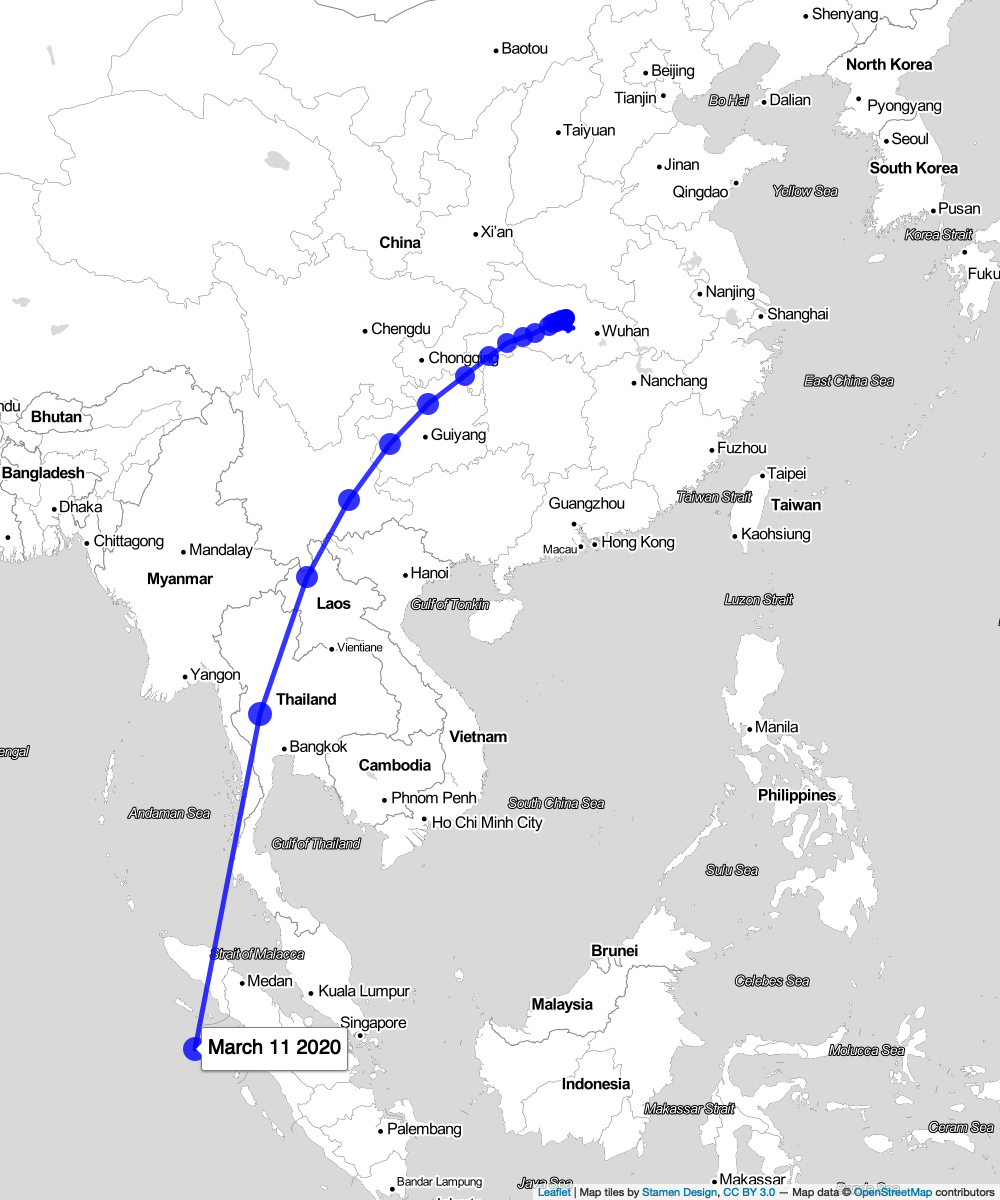 Shenyang
Baotou
North Korea
Beijing
Tianjin
Bo Hai
Dalian
Pyongyang
Taiyuan
Seoul
Jinan
South Korea
Qingdao
Yellow Sea
Pusan
Xi'an
Korea Strait
China
Fuku
Nanjing
Shanghai
Chengdu
Wuhan
Chongqing
Nanchang
East China Sea
ndu
Bhutan
Guiyang
Fuzhou
Bangladesh
Taipei
Taiwan Strait
Taiwan
Dhaka
Guangzhou
Kaohsiung
Chittagong
Hong Kong
Macau
Mandalay
Hanoi
Myanmar
Laos
Gulf of Tonkin
Luzon Strait
Vientiane
Yangon
Thailand
Manila
Vietnam
Bangkok
engal
Cambodia
Philippines
Phnom Penh
South China Sea
Andaman Sea
Ho Chi Minh City
Gulf of Thailand
Sulu Sea
Brunei
Strait of Malacca
Medan
Celebes Sea
Kuala Lumpur
Malaysia
Singapore
March 11 2020
Molucca Sea
Indonesia
Makassar Strait
Palembang
Ceram Sea
Bandar Lampung
Java Sea
Makassar
Banda Sea
Leaflet | Map tiles by Stamen Design, CC BY 3.0 — Map data © OpenStreetMap contributors